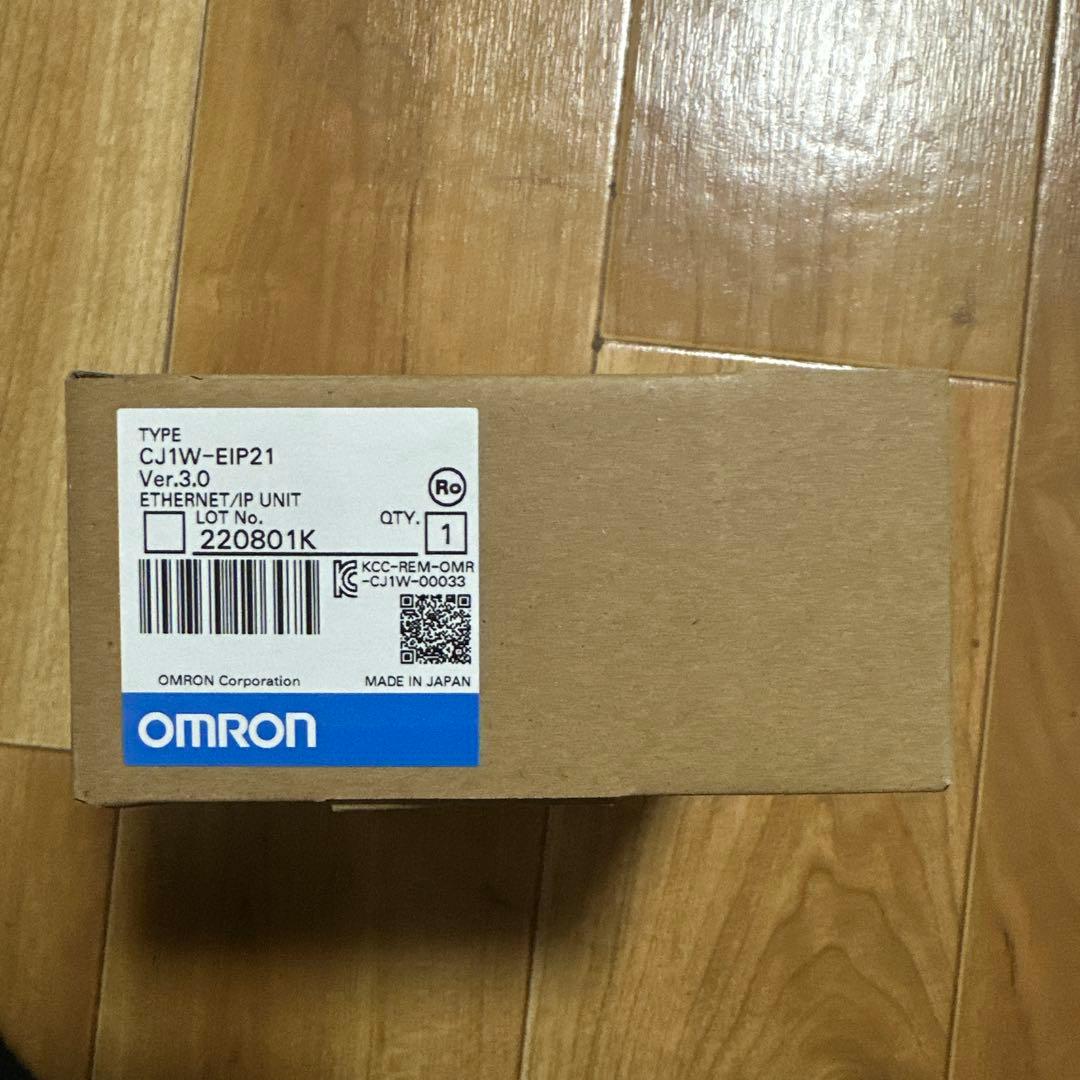 TYPE
CJ1W-EIP21
Ver.3.0
ETHERNET/IP UNIT
Ro
LOT No.
220801K
QTY.
1
KCC-REM-OMR
-CJ1W-00033
OMRON Corporation
MADE IN JAPAN
OMRON